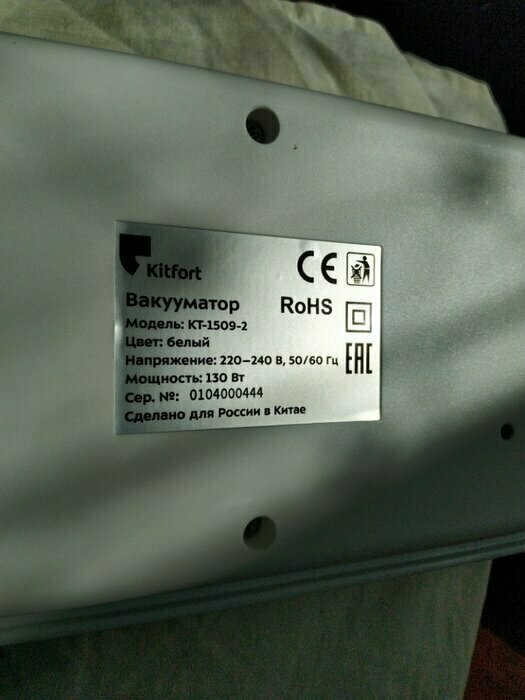 Kitfort
CE
Вакууматор
RoHS
Модель: КТ-1509-2
Цвет: белый
Напряжение: 220–240 В, 50/60 Гц
EAC
Мощность: 130 Вт
Сер. №: 0104000444
Сделано для России в Китае